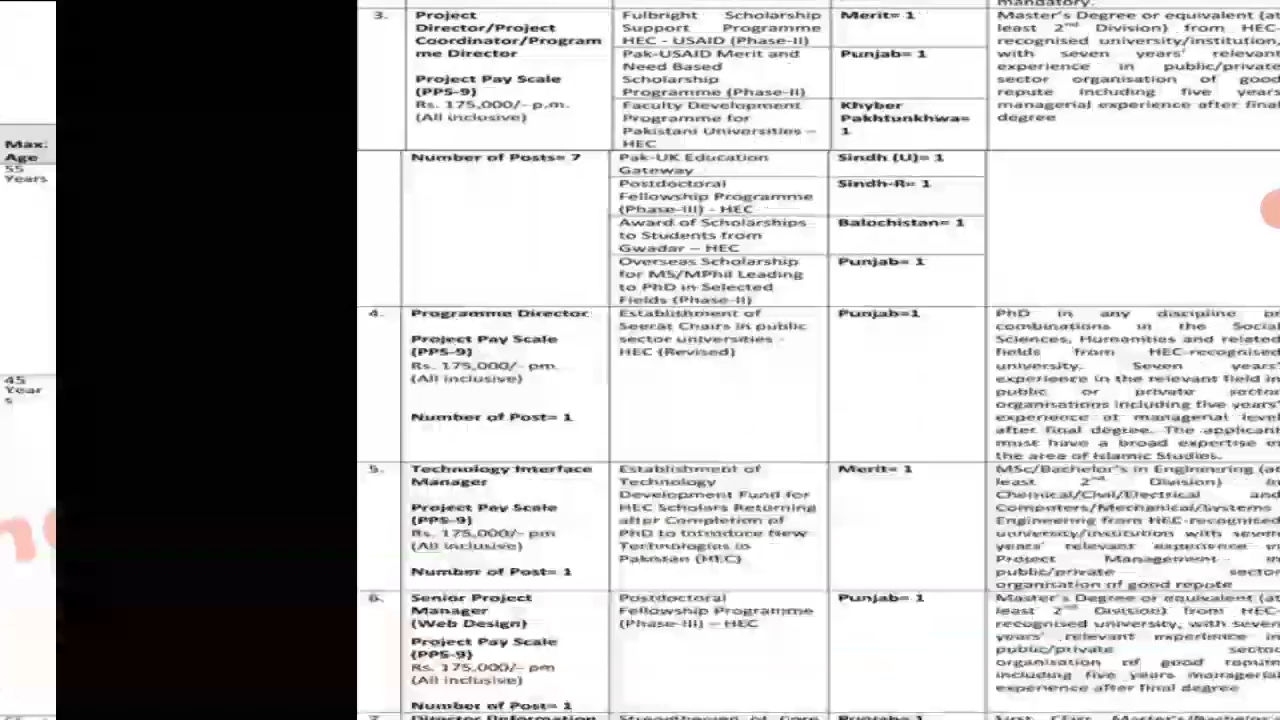 Max.
Age
55
Years
45
Year
s
mandatory.
3.
Project
Director/Project
Coordinator/Program
me Director
Project Pay Scale
(PPS-9)
Rs. 175,000/- p.m.
(All inclusive)
Fulbright Scholarship
Support Programme
HEC - USAID (Phase-II)
Merit= 1
Pak-USAID Merit and
Need Based
Scholarship
Programme (Phase-II)
Punjab= 1
Faculty Development
Programme for
Pakistani Universities –
HEC
Khyber
Pakhtunkhwa=
1
Master's Degree or equivalent (at
least 2nd Division) from HEC-
recognised university/institution,
with seven years' relevant
experience in public/private
sector organisation of good
repute including five years
managerial experience after final
degree
Number of Posts= 7
Pak-UK Education
Gateway
Sindh (U)= 1
Postdoctoral
Fellowship Programme
(Phase-III) - HEC
Sindh-R= 1
Award of Scholarships
to Students from
Gwadar – HEC
Balochistan= 1
Overseas Scholarship
for MS/MPhil Leading
to PhD in Selected
Fields (Phase-II)
Punjab= 1
4.
Programme Director
Project Pay Scale
(PPS-9)
Rs. 175,000/- pm
(All inclusive)
Number of Post= 1
Establishment of
Seerat Chairs in public
sector universities -
HEC (Revised)
Punjab=1
PhD in any discipline or
combinations in the Social
Sciences, Humanities and related
fields from HEC-recognised
university. Seven years'
experience in the relevant field in
public or private sector
organisations including five years'
experience at managerial level
after final degree. The applicant
must have a broad expertise in
the area of Islamic Studies.
5.
Technology Interface
Manager
Project Pay Scale
(PPS-9)
Rs. 175,000/- pm
(All inclusive)
Number of Post= 1
Establishment of
Technology
Development Fund for
HEC Scholars Returning
after Completion of
PhD to Introduce New
Technologies in
Pakistan (HEC)
Merit= 1
MSc/Bachelor's in Engineering (at
least 2nd Division) in
Chemical/Civil/Electrical and
Computers/Mechanical/Systems
Engineering from HEC-recognised
university/institution with seven
years' relevant experience in
Project Management in
public/private sector
organisation of good repute
6.
Senior Project
Manager
(Web Design)
Project Pay Scale
(PPS-9)
Rs. 175,000/- pm
(All inclusive)
Number of Post= 1
Postdoctoral
Fellowship Programme
(Phase-III) – HEC
Punjab= 1
Master's Degree or equivalent (at
least 2nd Division) from HEC-
recognised university, with seven
years' relevant experience in
public/private sector
organisation of good repute
including five years managerial
experience after final degree
7.
Director Information
Strengthening of Core
Punjab= 1
First Class Master's/Bachelor's